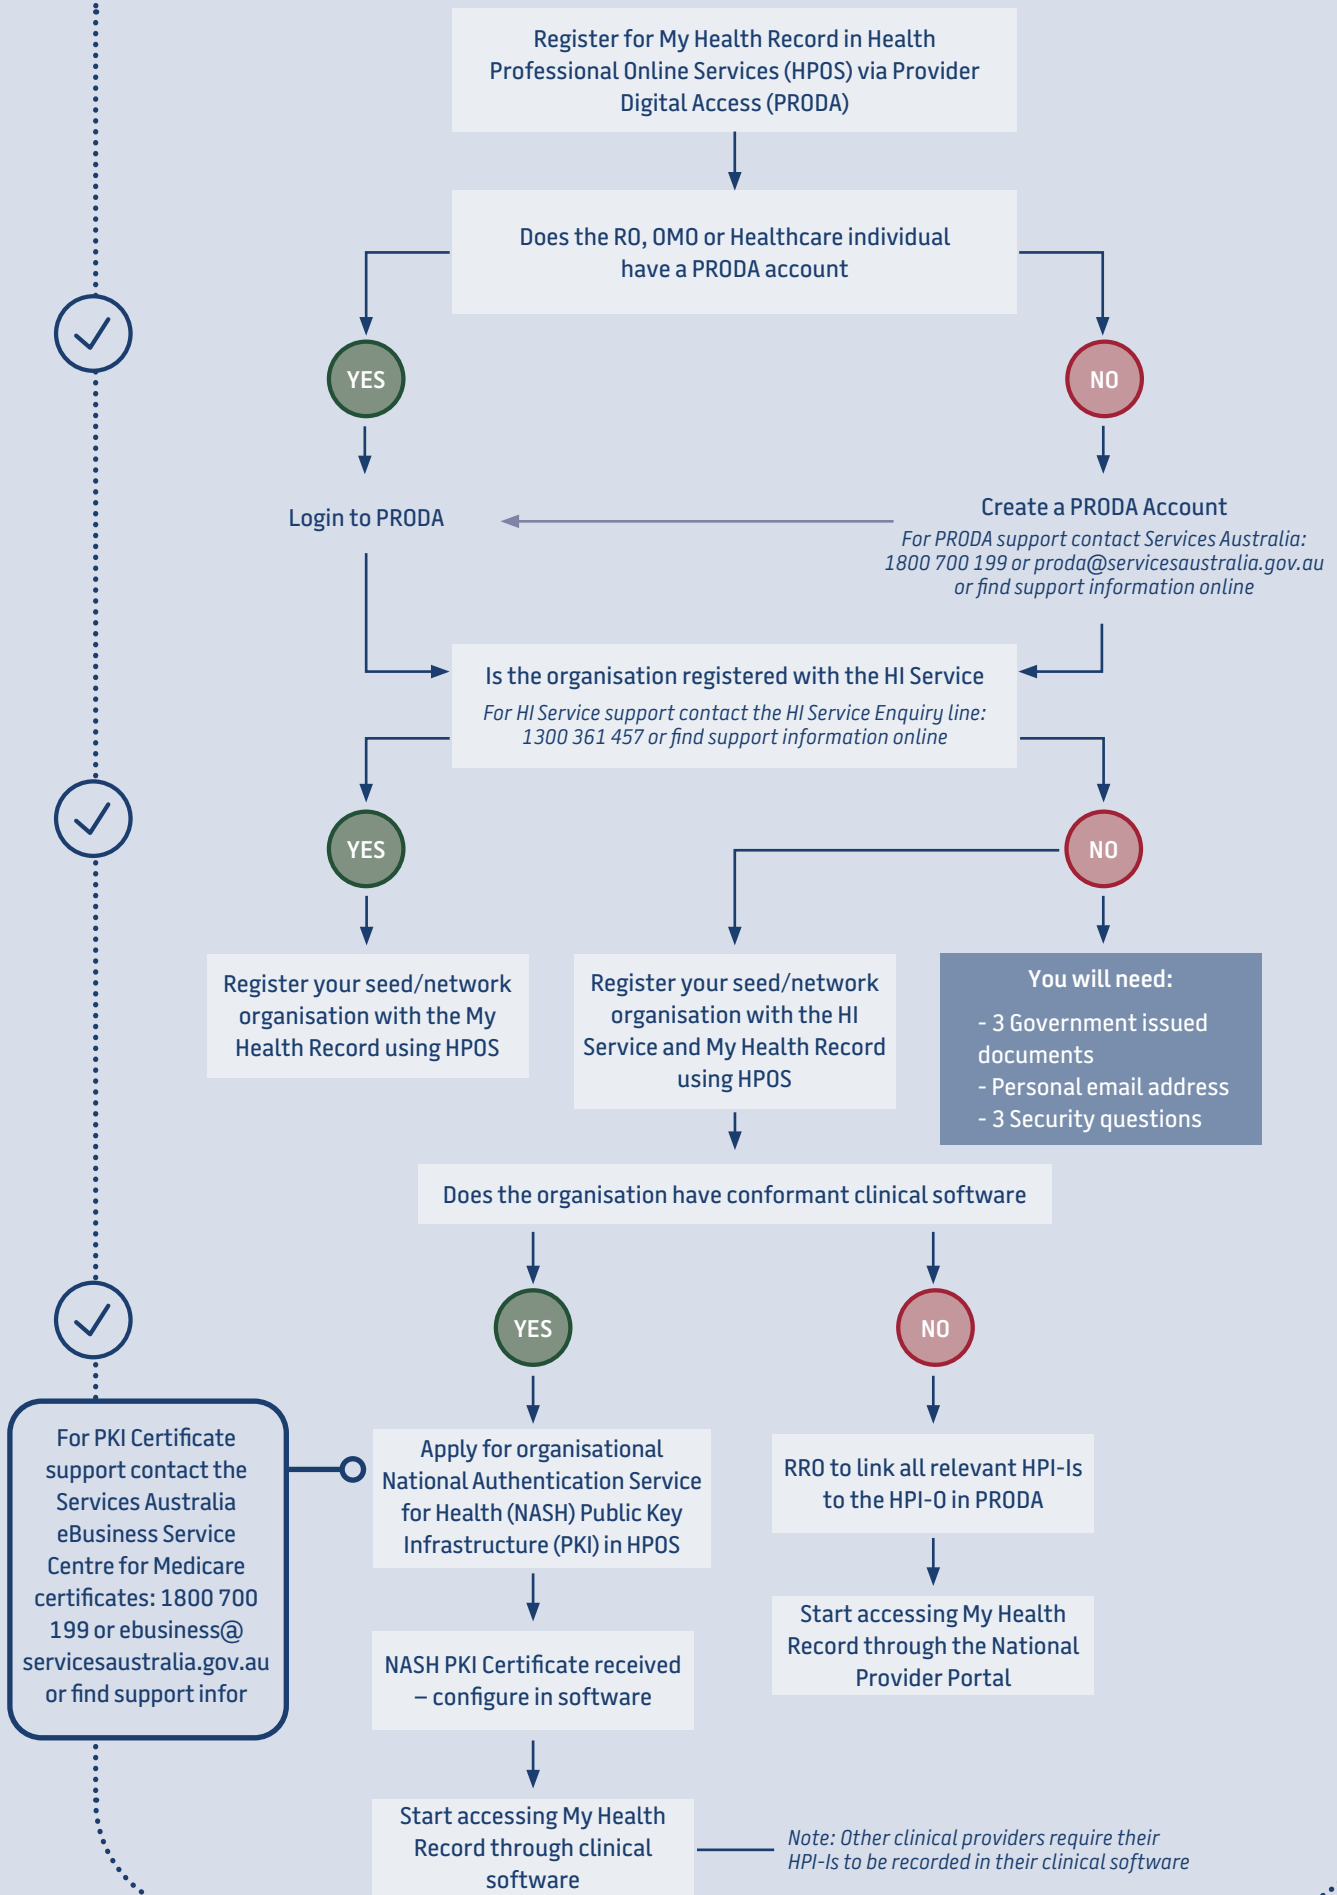 Register for My Health Record in Health
Professional Online Services (HPOS) via Provider
Digital Access (PRODA)
Does the RO, OMO or Healthcare individual
have a PRODA account
YES
NO
Login to PRODA
Create a PRODA Account
For PRODA support contact Services Australia:
1800 700 199 or proda@servicesaustralia.gov.au
or find support information online
Is the organisation registered with the HI Service
For HI Service support contact the HI Service Enquiry line:
1300 361 457 or find support information online
YES
NO
Register your seed/network
organisation with the My
Health Record using HPOS
Register your seed/network
organisation with the HI
Service and My Health Record
using HPOS
You will need:
- 3 Government issued
documents
- Personal email address
- 3 Security questions
Does the organisation have conformant clinical software
YES
NO
For PKI Certificate
support contact the
Services Australia
eBusiness Service
Centre for Medicare
certificates: 1800 700
199 or ebusiness@
servicesaustralia.gov.au
or find support infor
Apply for organisational
National Authentication Service
for Health (NASH) Public Key
Infrastructure (PKI) in HPOS
RRO to link all relevant HPI-Is
to the HPI-O in PRODA
NASH PKI Certificate received
– configure in software
Start accessing My Health
Record through the National
Provider Portal
Start accessing My Health
Record through clinical
software
Note: Other clinical providers require their
HPI-Is to be recorded in their clinical software